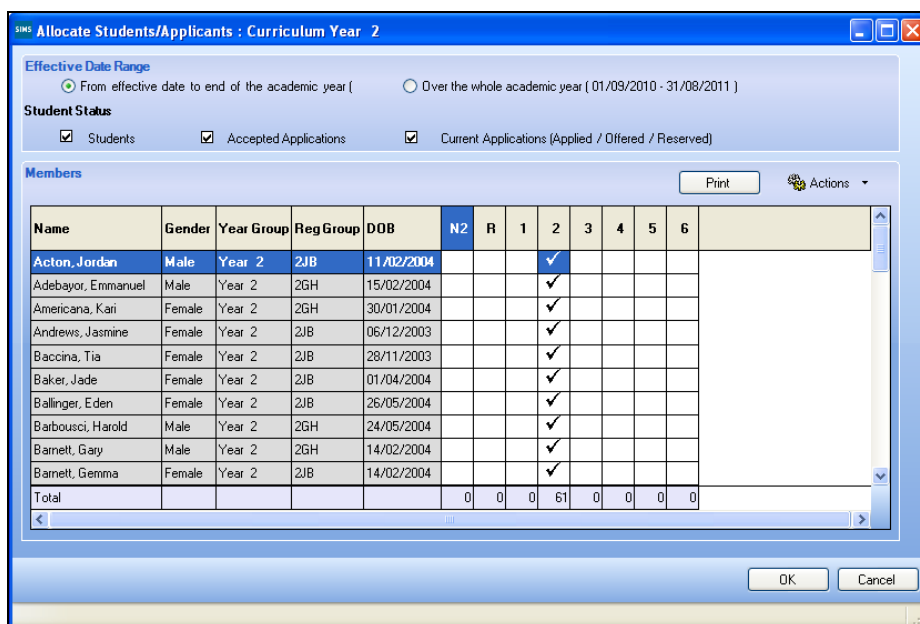 SIMS Allocate Students/Applicants : Curriculum Year 2
Effective Date Range
From effective date to end of the academic year ( Over the whole academic year ( 01/09/2010 - 31/08/2011 )
Student Status
Students Accepted Applications Current Applications (Applied / Offered / Reserved)
Members
Print Actions
Name Gender Year Group Reg Group DOB N2 R 1 2 3 4 5 6
Acton, Jordan Male Year 2 2JB 11/02/2004
Adebayor, Emmanuel Male Year 2 2GH 15/02/2004
Americana, Kari Female Year 2 2GH 30/01/2004
Andrews, Jasmine Female Year 2 2JB 06/12/2003
Baccina, Tia Female Year 2 2JB 28/11/2003
Baker, Jade Female Year 2 2JB 01/04/2004
Ballinger, Eden Female Year 2 2JB 26/05/2004
Barbousci, Harold Male Year 2 2GH 24/05/2004
Barnett, Gary Male Year 2 2GH 14/02/2004
Barnett, Gemma Female Year 2 2JB 14/02/2004
Total 0 0 0 61 0 0 0 0
OK Cancel